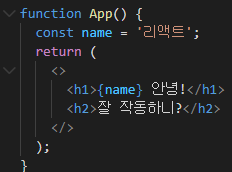 function App() {
const name = '리액트';
return (
<>
<h1>{name} 안녕!</h1>
<h2>잘 작동하니?</h2>
</>
);
}